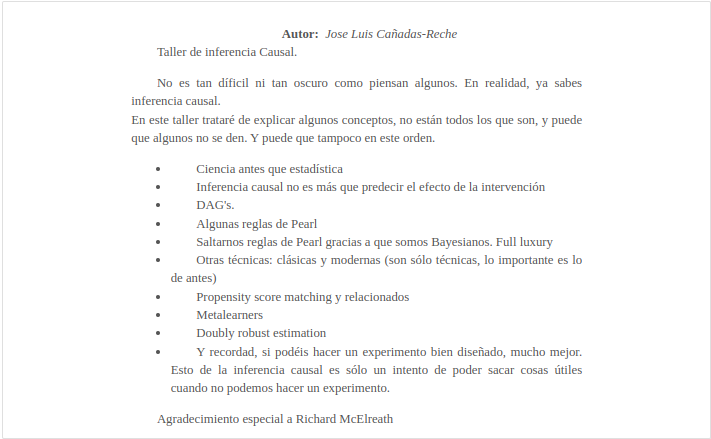 Autor: Jose Luis Cañadas-Reche
Taller de inferencia Causal.
No es tan díficil ni tan oscuro como piensan algunos. En realidad, ya sabes
inferencia causal.
En este taller trataré de explicar algunos conceptos, no están todos los que son, y puede
que algunos no se den. Y puede que tampoco en este orden.
• Ciencia antes que estadística
• Inferencia causal no es más que predecir el efecto de la intervención
• DAG's.
• Algunas reglas de Pearl
• Saltarnos reglas de Pearl gracias a que somos Bayesianos. Full luxury
• Otras técnicas: clásicas y modernas (son sólo técnicas, lo importante es lo
de antes)
• Propensity score matching y relacionados
• Metalearners
• Doubly robust estimation
• Y recordad, si podéis hacer un experimento bien diseñado, mucho mejor.
Esto de la inferencia causal es sólo un intento de poder sacar cosas útiles
cuando no podemos hacer un experimento.
Agradecimiento especial a Richard McElreath